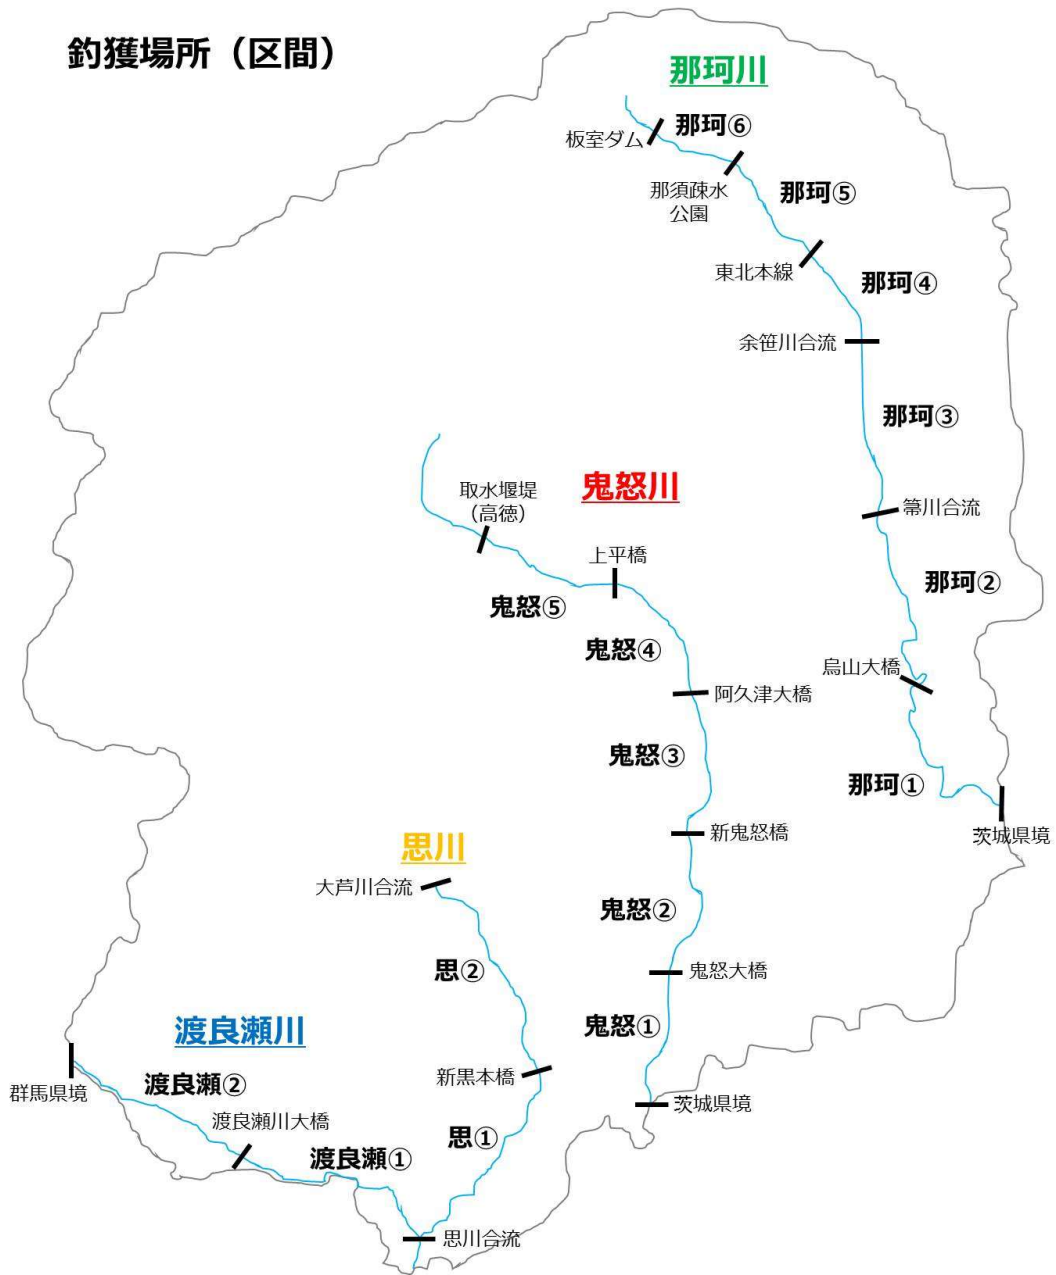 釣獲場所（区間）
那珂川
那珂⑥
板室ダム
那須疎水
公園
那珂⑤
東北本線
那珂④
余笹川合流
那珂③
箒川合流
那珂②
烏山大橋
那珂①
茨城県境
鬼怒川
取水堰堤
（高徳）
上平橋
鬼怒⑤
鬼怒④
阿久津大橋
鬼怒③
新鬼怒橋
鬼怒②
鬼怒大橋
鬼怒①
茨城県境
思川
大芦川合流
思②
新黒本橋
思①
思川合流
渡良瀬川
群馬県境
渡良瀬②
渡良瀬川大橋
渡良瀬①